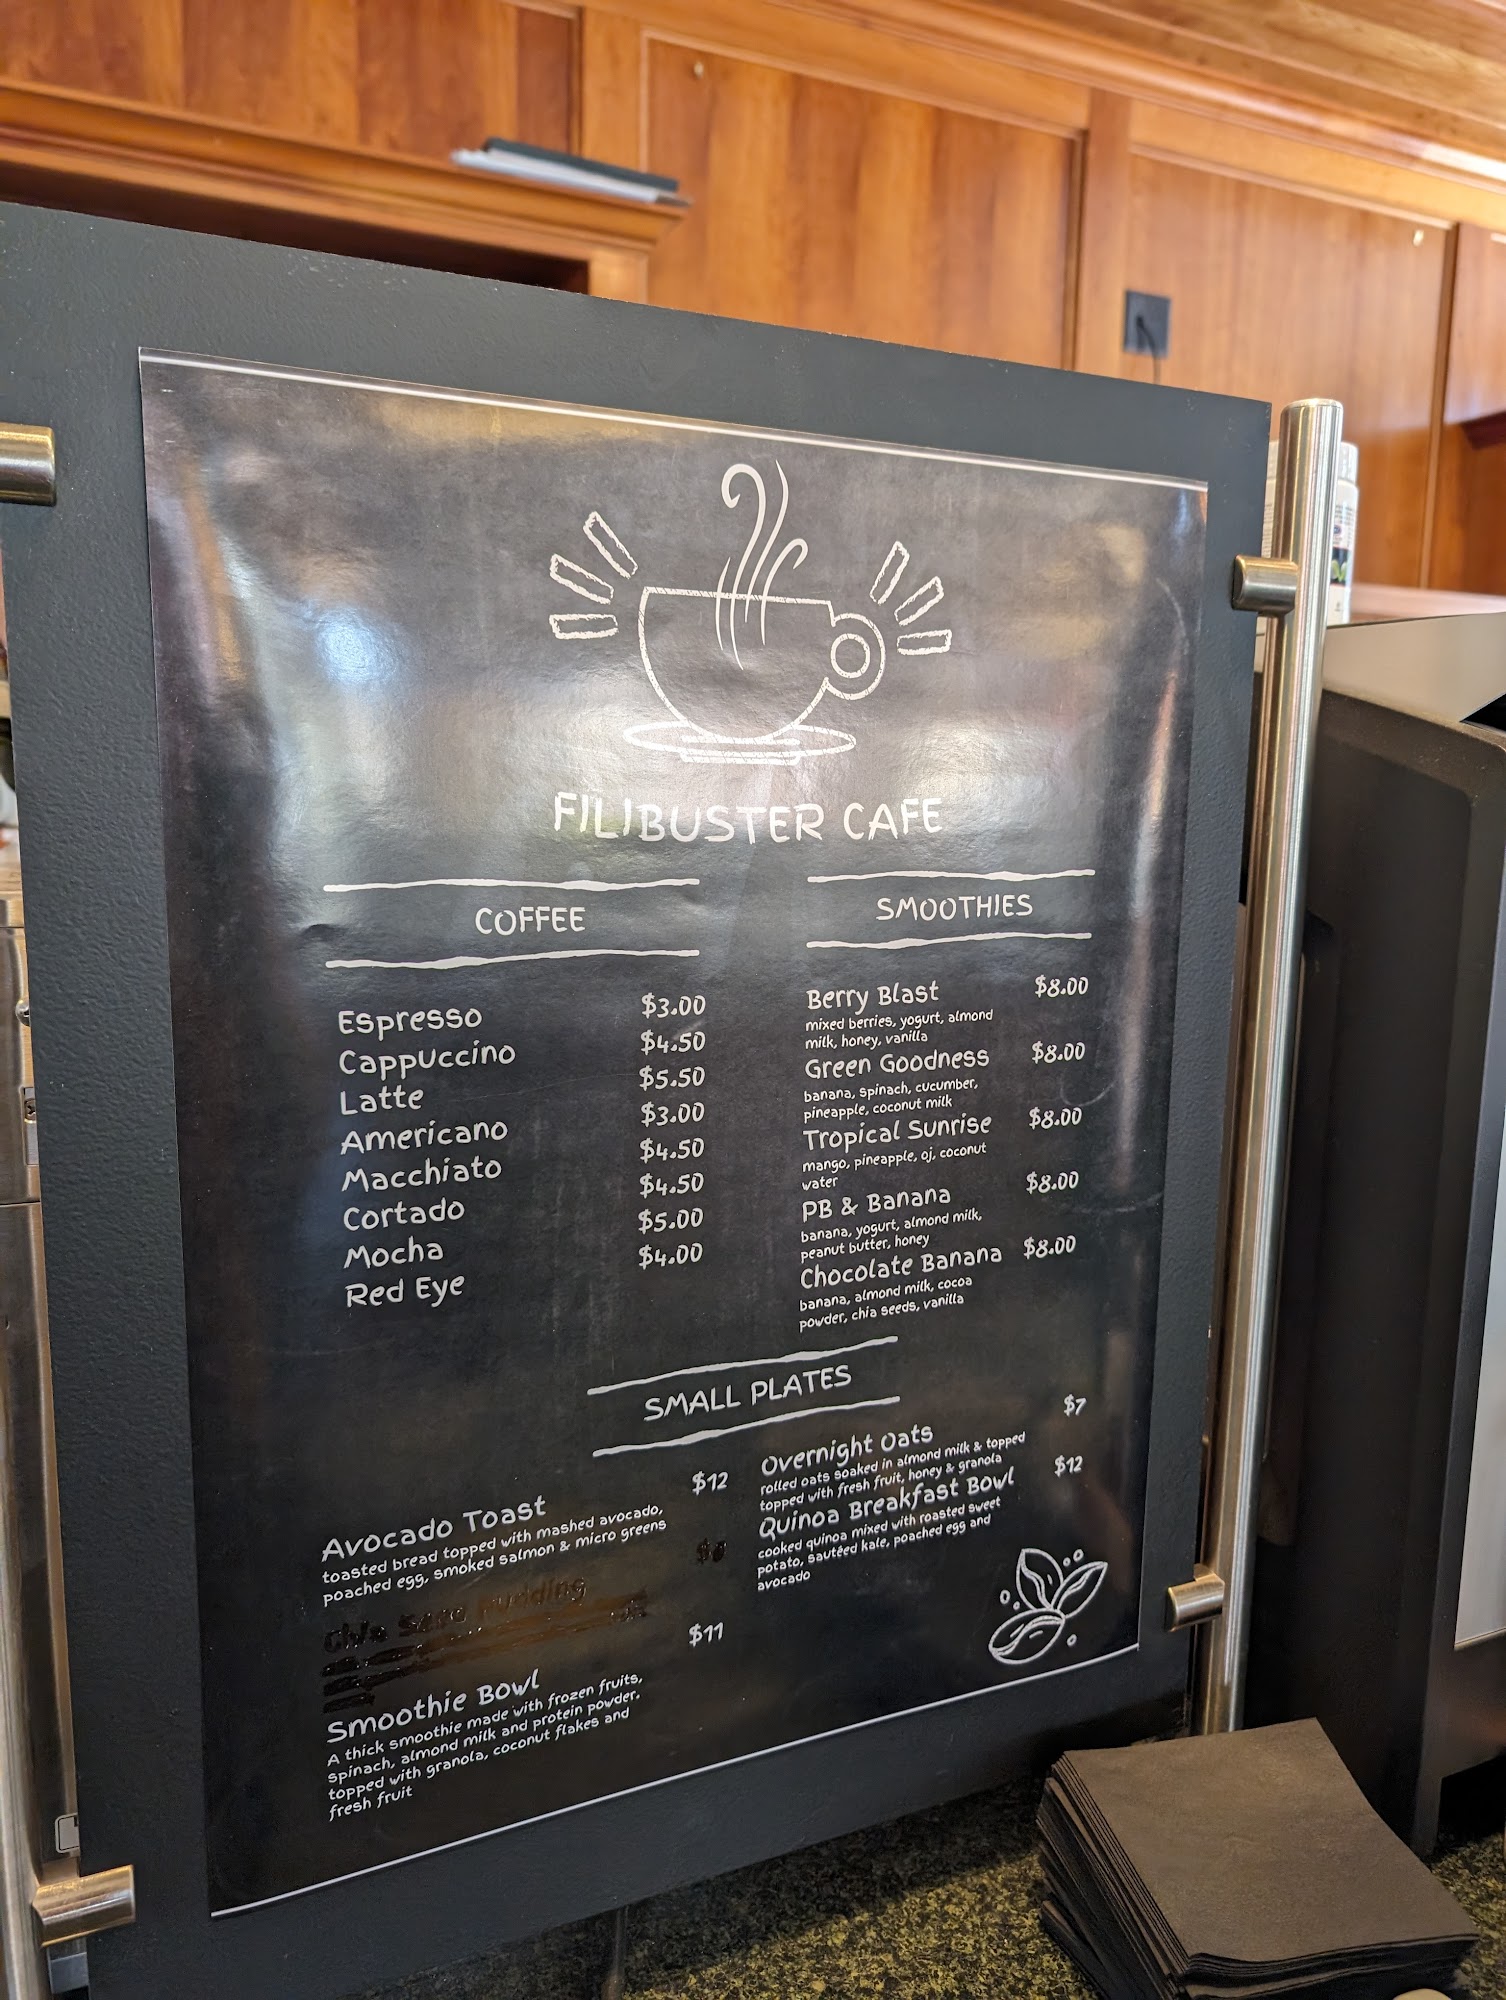 FILIBUSTER CAFE
COFFEE
Espresso $3.00
Cappuccino $4.50
Latte $5.50
Americano $3.00
Macchiato $4.50
Cortado $4.50
Mocha $5.00
Red Eye $4.00
SMOOTHIES
Berry Blast $8.00
mixed berries, yogurt, almond
milk, honey, vanilla
Green Goodness $8.00
banana, spinach, cucumber,
pineapple, coconut milk
Tropical Sunrise $8.00
mango, pineapple, oj, coconut
water
PB & Banana $8.00
banana, yogurt, almond milk,
peanut butter, honey
Chocolate Banana $8.00
banana, almond milk, cocoa
powder, chia seeds, vanilla
SMALL PLATES
Avocado Toast $12
toasted bread topped with mashed avocado,
poached egg, smoked salmon & micro greens
Chia Seed Pudding
Smoothie Bowl $11
A thick smoothie made with frozen fruits,
spinach, almond milk and protein powder.
topped with granola, coconut flakes and
fresh fruit
Overnight Oats $7
rolled oats soaked in almond milk & topped
topped with fresh fruit, honey & granola
Quinoa Breakfast Bowl $12
cooked quinoa mixed with roasted sweet
potato, sautéed kale, poached egg and
avocado